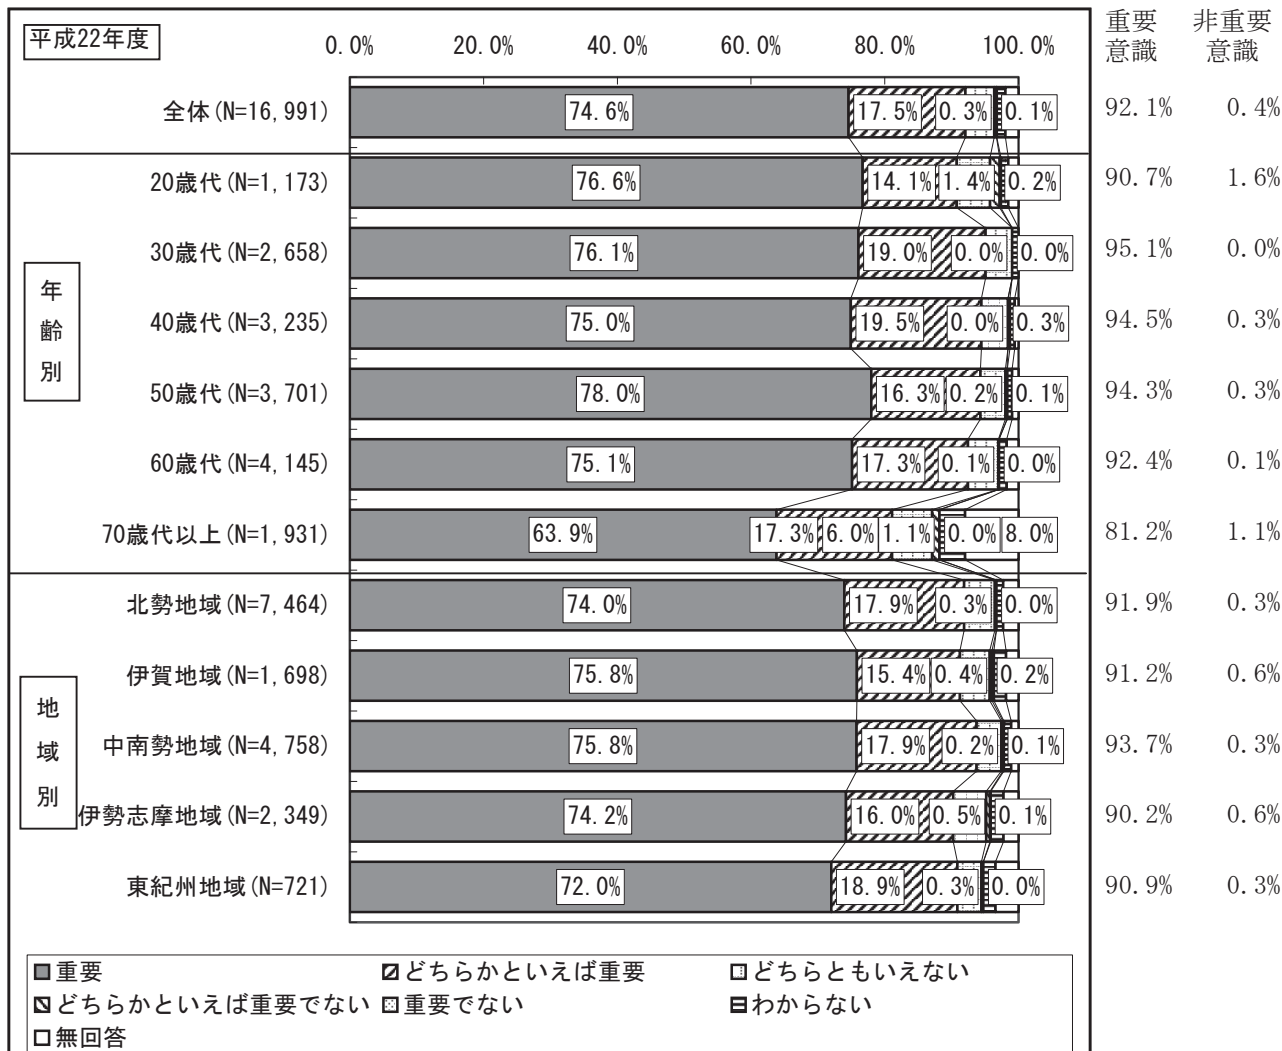 平成22年度
0.0% 20.0% 40.0% 60.0% 80.0% 100.0%
重要意識 非重要意識
全体(N=16,991) 74.6% 17.5% 0.3% 0.1% 92.1% 0.4%
年齢別
20歳代(N=1,173) 76.6% 14.1% 1.4% 0.2% 90.7% 1.6%
30歳代(N=2,658) 76.1% 19.0% 0.0% 0.0% 95.1% 0.0%
40歳代(N=3,235) 75.0% 19.5% 0.0% 0.3% 94.5% 0.3%
50歳代(N=3,701) 78.0% 16.3% 0.2% 0.1% 94.3% 0.3%
60歳代(N=4,145) 75.1% 17.3% 0.1% 0.0% 92.4% 0.1%
70歳代以上(N=1,931) 63.9% 17.3% 6.0% 1.1% 0.0% 8.0% 81.2% 1.1%
地域別
北勢地域(N=7,464) 74.0% 17.9% 0.3% 0.0% 91.9% 0.3%
伊賀地域(N=1,698) 75.8% 15.4% 0.4% 0.2% 91.2% 0.6%
中南勢地域(N=4,758) 75.8% 17.9% 0.2% 0.1% 93.7% 0.3%
伊勢志摩地域(N=2,349) 74.2% 16.0% 0.5% 0.1% 90.2% 0.6%
東紀州地域(N=721) 72.0% 18.9% 0.3% 0.0% 90.9% 0.3%
重要 どちらかといえば重要 どちらともいえない
どちらかといえば重要でない 重要でない わからない
無回答